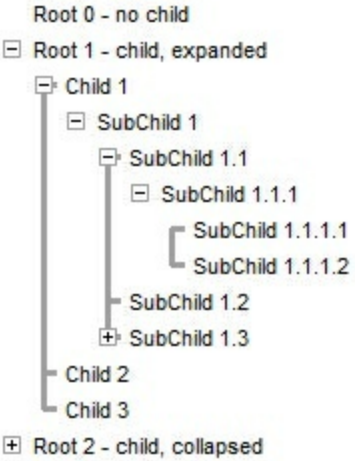 Root 0 - no child
Root 1 - child, expanded
Child 1
SubChild 1
SubChild 1.1
SubChild 1.1.1
SubChild 1.1.1.1
SubChild 1.1.1.2
SubChild 1.2
SubChild 1.3
Child 2
Child 3
Root 2 - child, collapsed